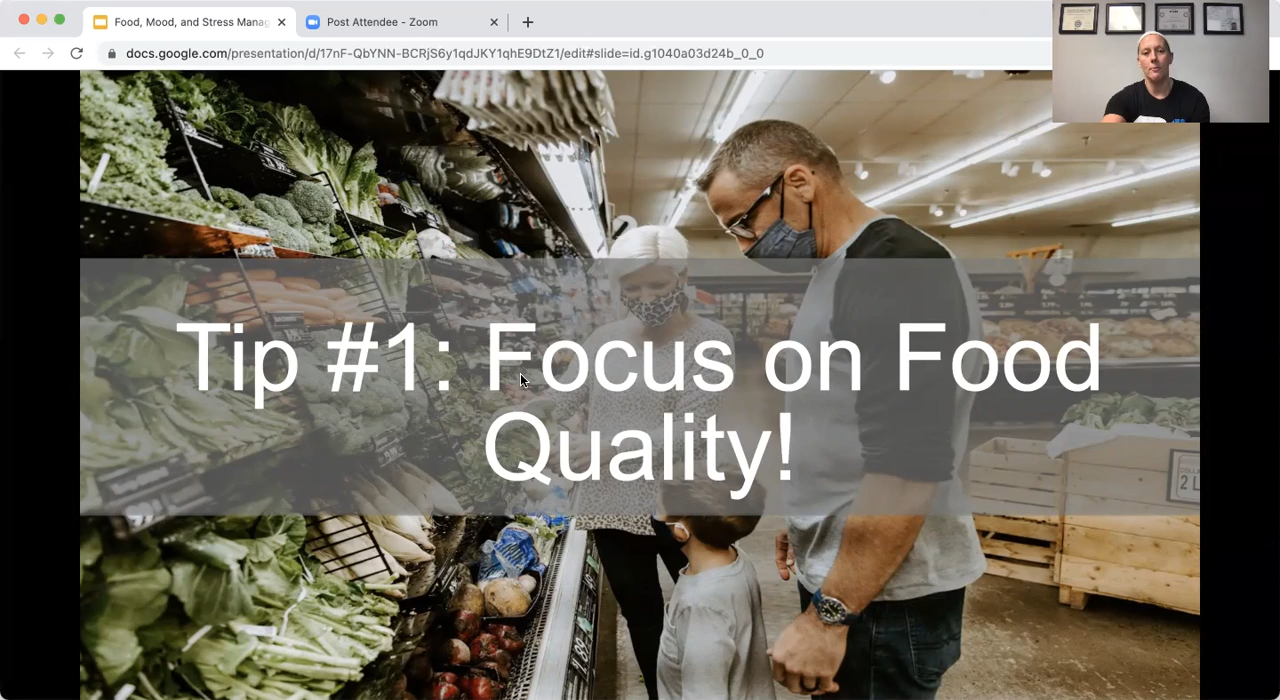 Food, Mood, and Stress Manag
Post Attendee - Zoom
docs.google.com/presentation/d/17nF-QbYNN-BCRjS6y1qdJKY1qhE9DtZ1/edit#slide=id.g1040a03d24b_0_0
Tip #1: Focus on Food
Quality!